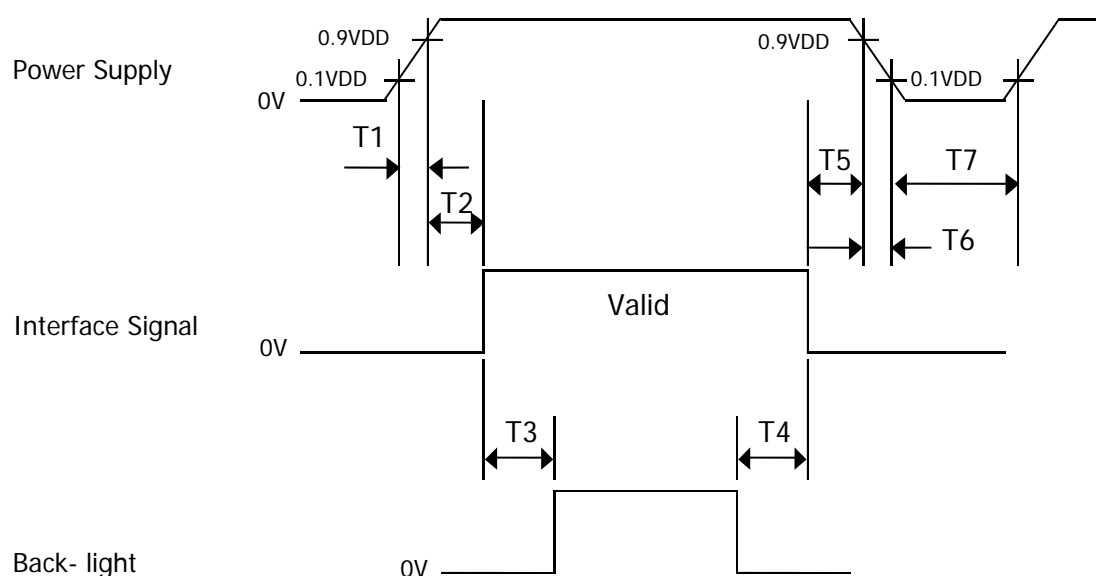 0.9VDD
0.9VDD
Power Supply
0.1VDD
0.1VDD
0V
T1
T5
T7
T2
T6
Valid
Interface Signal
0V
T3
T4
Back- light
0V